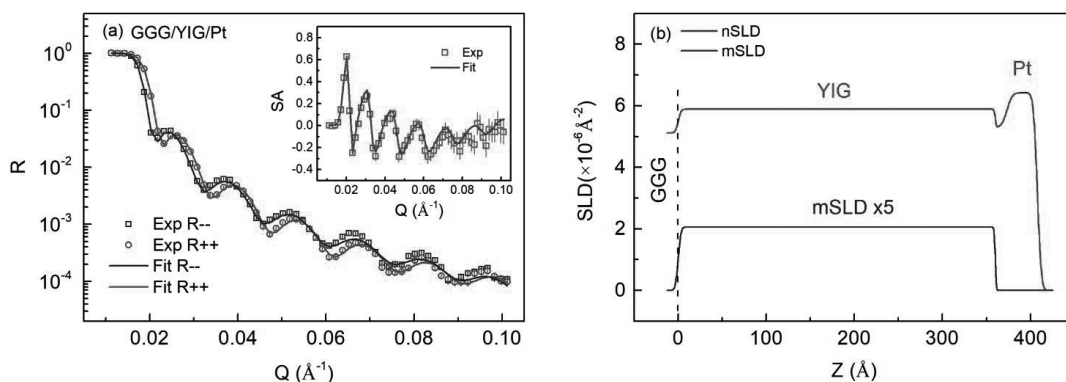 (a) GGG/YIG/Pt
10⁰
10⁻¹
10⁻²
10⁻³
10⁻⁴
R
0.02 0.04 0.06 0.08 0.10
Q (Å⁻¹)
Exp R--
Exp R++
Fit R--
Fit R++
0.8
0.6
0.4
0.2
0.0
-0.2
-0.4
SA
Exp
Fit
0.02 0.04 0.06 0.08 0.10
Q (Å⁻¹)
(b)
nSLD
mSLD
8
6
4
2
0
SLD(×10⁻⁶Å⁻²)
GGG
YIG
Pt
mSLD x5
0 100 200 300 400
Z (Å)